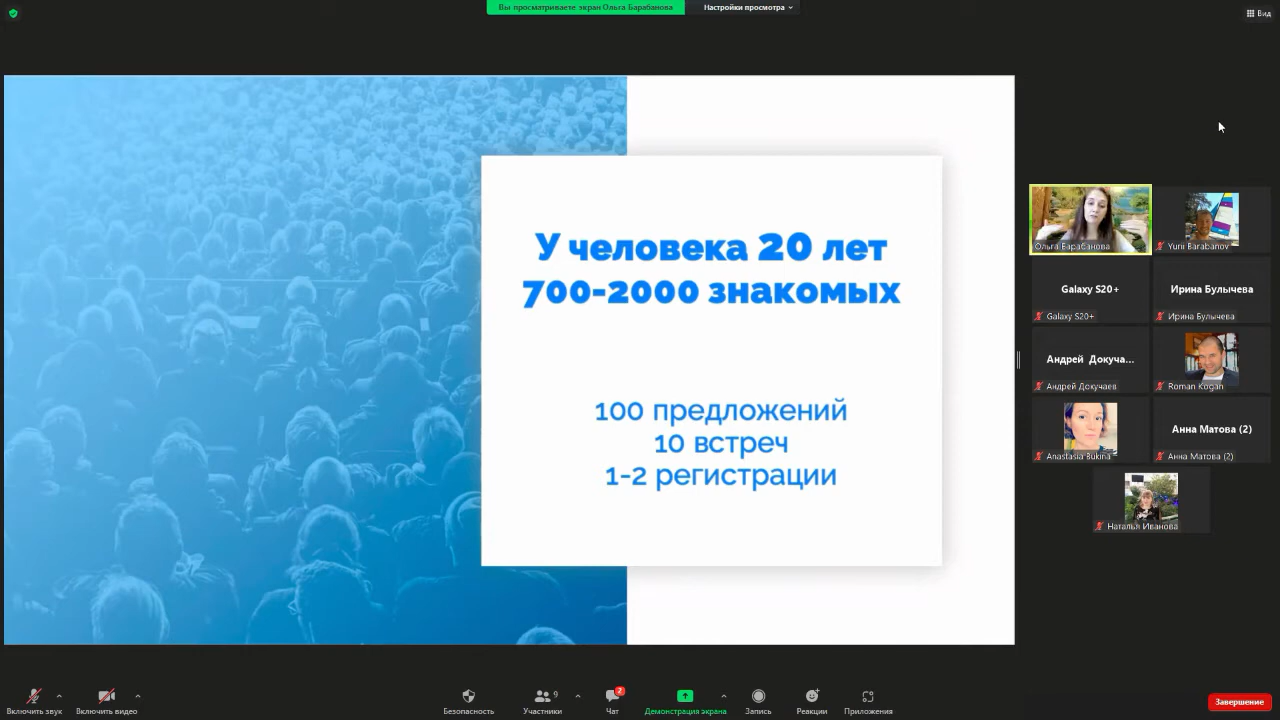 Вы просматриваете экран Ольга Барабанова
Настройки просмотра
Вид
У человека 20 лет
700-2000 знакомых
100 предложений
10 встреч
1-2 регистрации
Ольга Барабанова
Yurii Barabanov
Galaxy S20+
Galaxy S20+
Ирина Булычева
Ирина Булычева
Андрей Докуча...
Андрей Докучаев
Roman Kogan
Anastasia Bukina
Анна Матова (2)
Анна Матова (2)
Наталья Иванова
Включить звук
Включить видео
Безопасность
9
Участники
2
Чат
Демонстрация экрана
Запись
Реакции
Приложения
Завершение